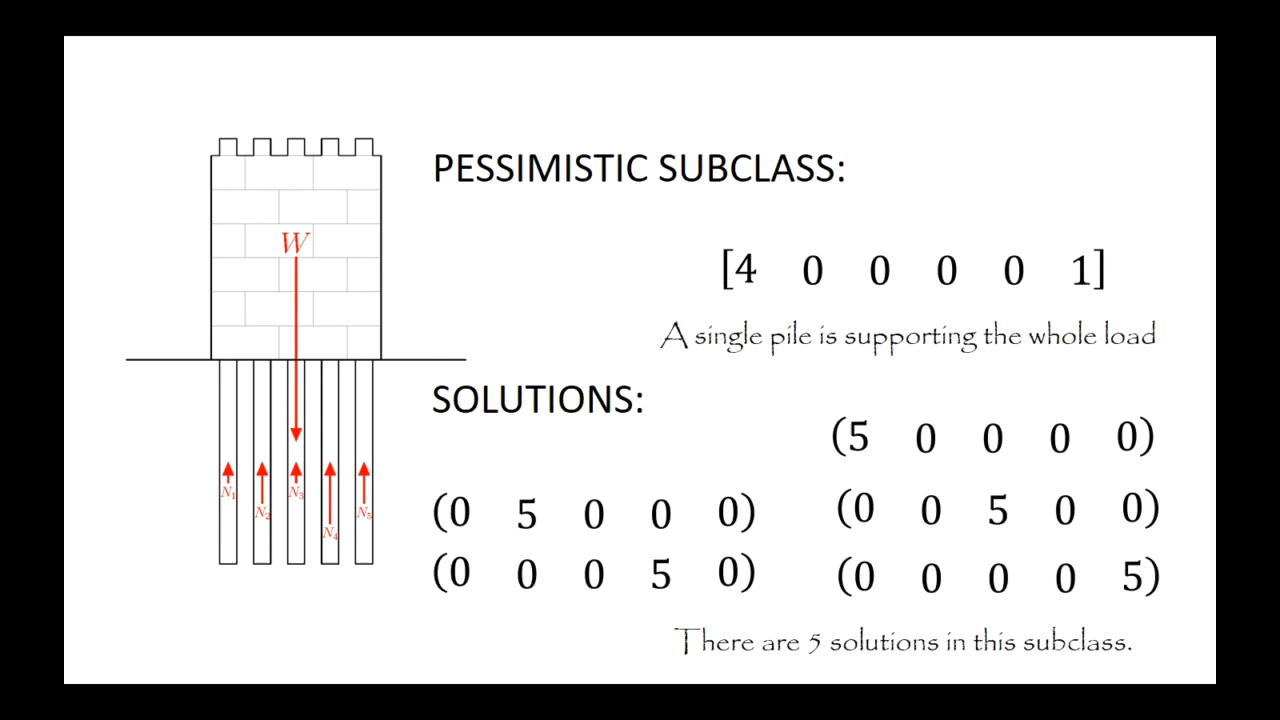 PESSIMISTIC SUBCLASS:
W
[4 0 0 0 0 1]
A single pile is supporting the whole load
SOLUTIONS:
(5 0 0 0 0)
(0 5 0 0 0)
(0 0 5 0 0)
(0 0 0 5 0)
(0 0 0 0 5)
N₁
N₂
N₃
N₄
N₅
There are 5 solutions in this subclass.